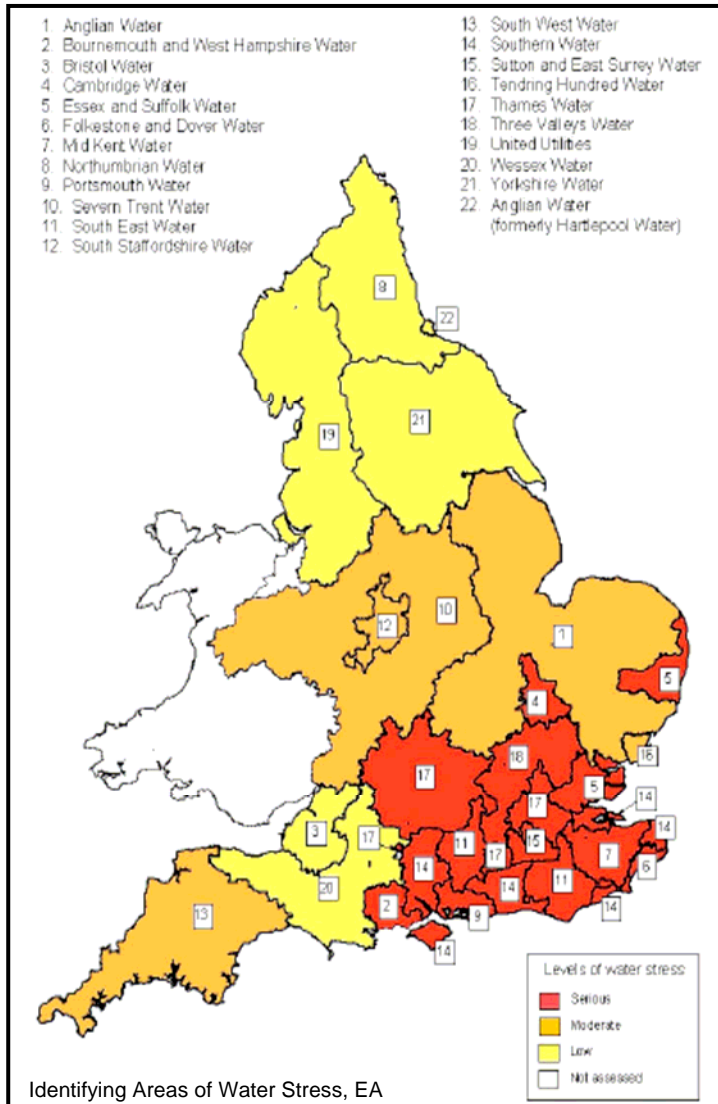 1. Anglian Water
2. Bournemouth and West Hampshire Water
3. Bristol Water
4. Cambridge Water
5. Essex and Suffolk Water
6. Folkestone and Dover Water
7. Mid Kent Water
8. Northumbrian Water
9. Portsmouth Water
10. Severn Trent Water
11. South East Water
12. South Staffordshire Water
13. South West Water
14. Southern Water
15. Sutton and East Surrey Water
16. Tendring Hundred Water
17. Thames Water
18. Three Valleys Water
19. United Utilities
20. Wessex Water
21. Yorkshire Water
22. Anglian Water
(formerly Hartlepool Water)
8
22
21
19
10
12
1
5
4
16
18
17
5
17
14
3
17
11
15
14
7
14
17
6
20
14
11
2
14
13
9
14
14
Levels of water stress
Serious
Moderate
Low
Not assessed
Identifying Areas of Water Stress, EA